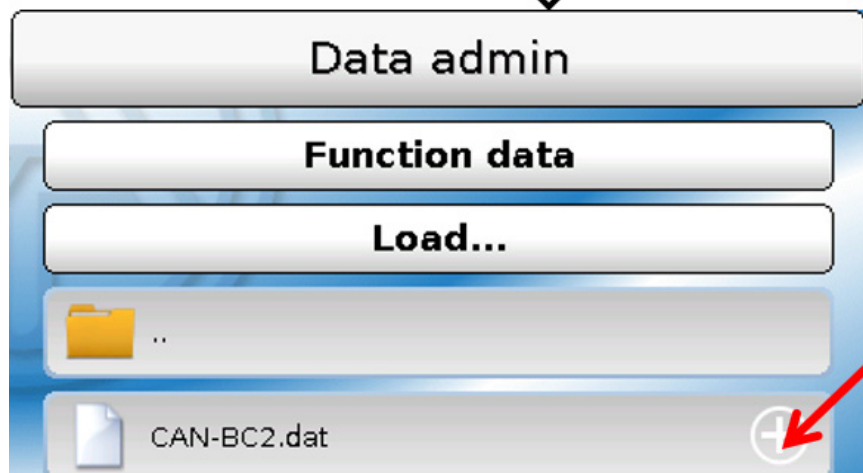 Data admin
Function data
Load...
..
CAN-BC2.dat